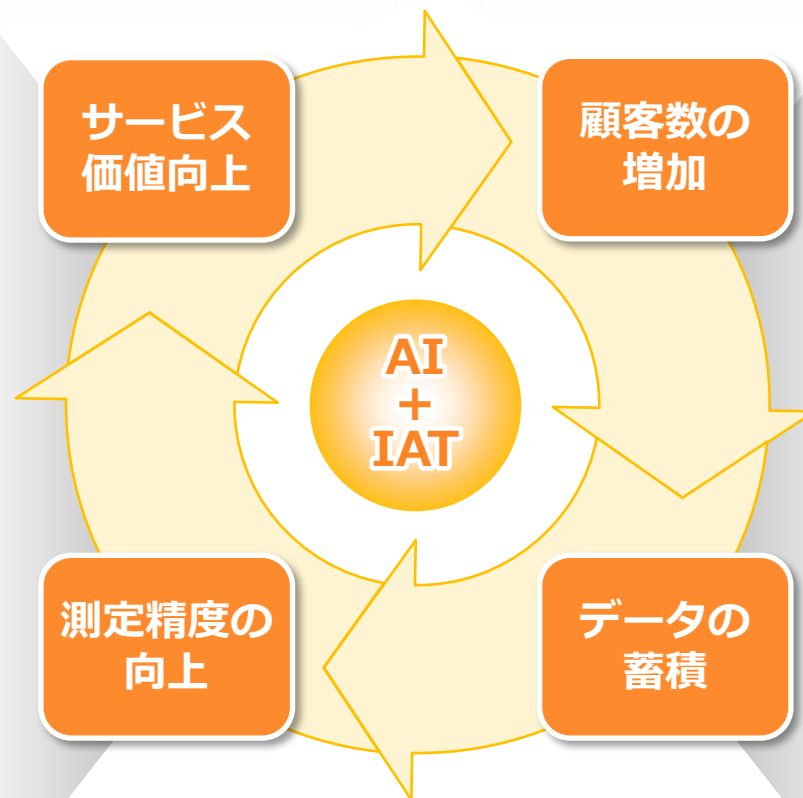 サービス
価値向上
顧客数の
増加
AI
+
IAT
測定精度の
向上
データの
蓄積